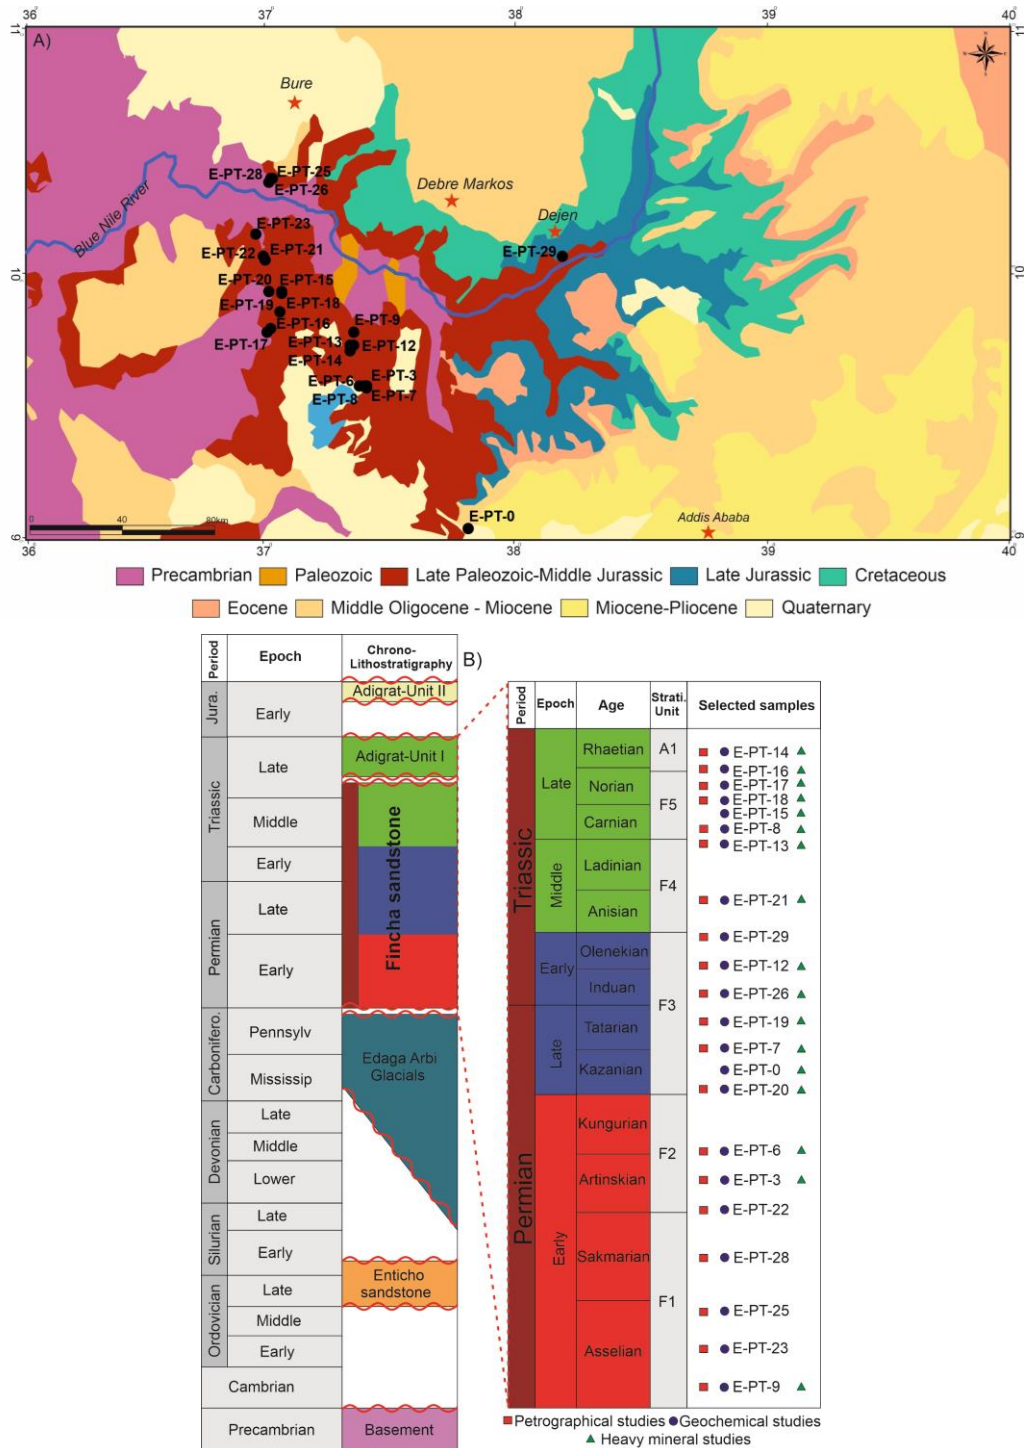 36 37 38 39 40
A)
11 11
Bure
E-PT-25
E-PT-28
E-PT-26
Debre Markos
Blue Nile River
E-PT-23
Dejen
E-PT-22 E-PT-21
E-PT-29
10 10
E-PT-20 E-PT-15
E-PT-19 E-PT-18
E-PT-16 E-PT-9
E-PT-17 E-PT-13 E-PT-12
E-PT-14
E-PT-6 E-PT-3
E-PT-8 E-PT-7
E-PT-0
Addis Ababa
0 40 80km
9 9
36 37 38 39 40
Precambrian Paleozoic Late Paleozoic-Middle Jurassic Late Jurassic Cretaceous
Eocene Middle Oligocene - Miocene Miocene-Pliocene Quaternary
B)
Period Epoch Chrono-
Lithostratigraphy
Jura. Early Adigrat-Unit II
Triassic Late Adigrat-Unit I
Middle
Early
Fincha sandstone
Permian Late
Early
Carbonifero. Pennsylv
Mississip
Edaga Arbi
Glacials
Devonian Late
Middle
Lower
Silurian Late
Early
Enticho
sandstone
Ordovician Late
Middle
Early
Cambrian
Precambrian Basement
Period Epoch Age Strati.
Unit Selected samples
Triassic Late Rhaetian A1 E-PT-14
E-PT-16
Norian F5 E-PT-17
E-PT-18
E-PT-15
Carnian E-PT-8
E-PT-13
Middle Ladinian F4
E-PT-21
Anisian
E-PT-29
Early Olenekian F3 E-PT-12
Induan E-PT-26
Permian Late Tatarian E-PT-19
E-PT-7
Kazanian E-PT-0
E-PT-20
Early Kungurian F2
E-PT-6
Artinskian E-PT-3
E-PT-22
Sakmarian F1 E-PT-28
E-PT-25
Asselian E-PT-23
E-PT-9
Petrographical studies Geochemical studies
Heavy mineral studies